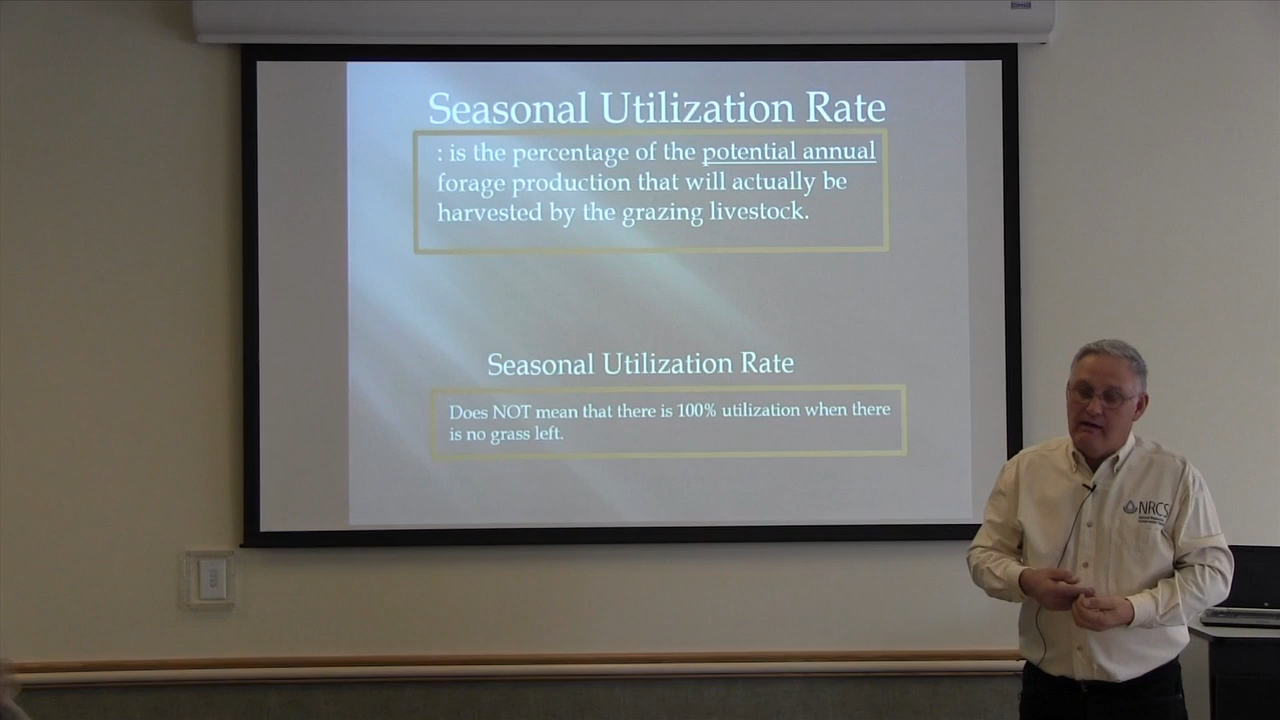 Seasonal Utilization Rate
: is the percentage of the potential annual
forage production that will actually be
harvested by the grazing livestock.
Seasonal Utilization Rate
Does NOT mean that there is 100% utilization when there
is no grass left.
NRCS